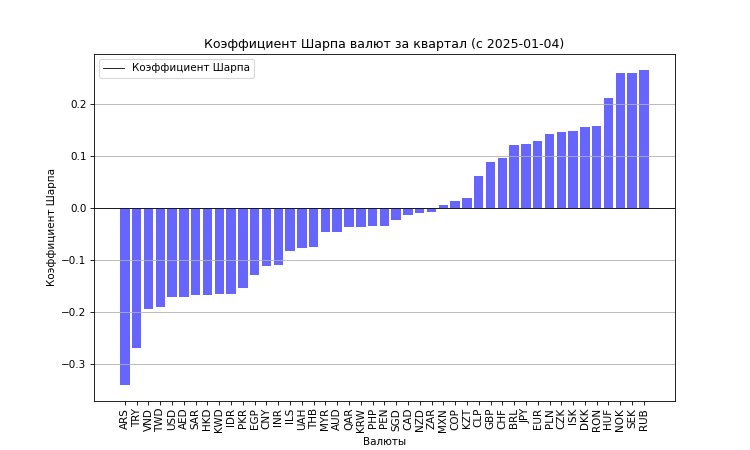 Коэффициент Шарпа валют за квартал (с 2025-01-04)
Коэффициент Шарпа
Коэффициент Шарпа
0.2
0.1
0.0
−0.1
−0.2
−0.3
ARS TRY VND TWD USD AED SAR HKD KWD IDR PKR EGP CNY INR ILS UAH THB MYR AUD QAR KRW PHP PEN SGD CAD NZD ZAR MXN COP KZT CLP GBP CHF BRL JPY EUR PLN CZK ISK DKK RON HUF NOK SEK RUB
Валюты